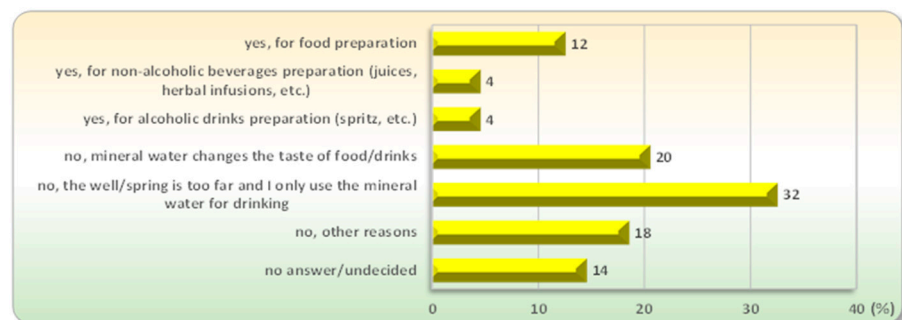 yes, for food preparation
12
yes, for non-alcoholic beverages preparation (juices,
herbal infusions, etc.)
4
yes, for alcoholic drinks preparation (spritz, etc.)
4
no, mineral water changes the taste of food/drinks
20
no, the well/spring is too far and I only use the mineral
water for drinking
32
no, other reasons
18
no answer/undecided
14
0 10 20 30 40 (%)